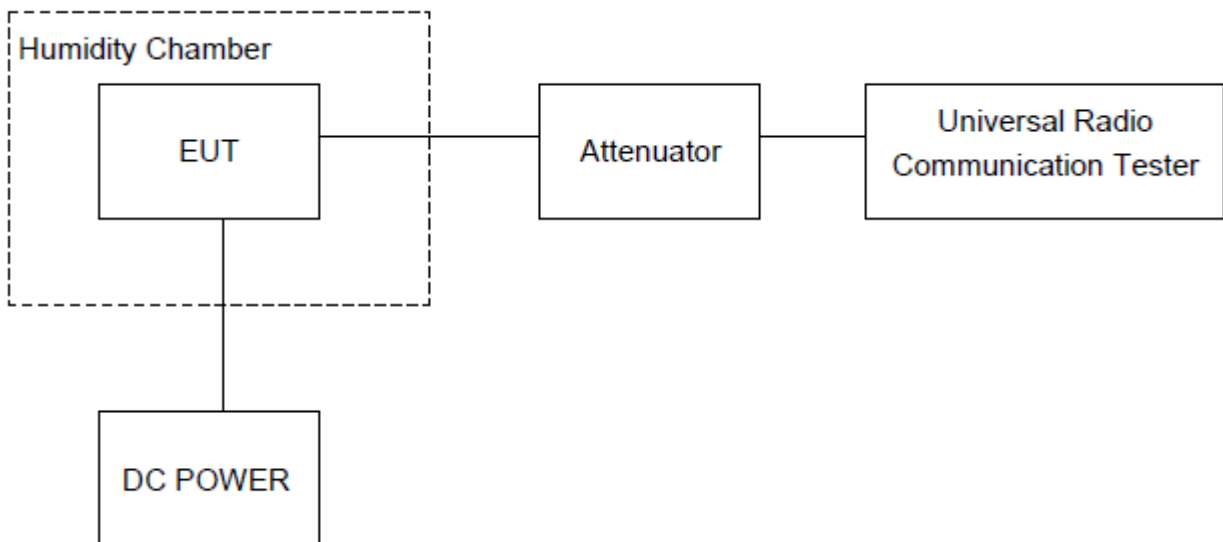 Humidity Chamber
EUT
Attenuator
Universal Radio
Communication Tester
DC POWER